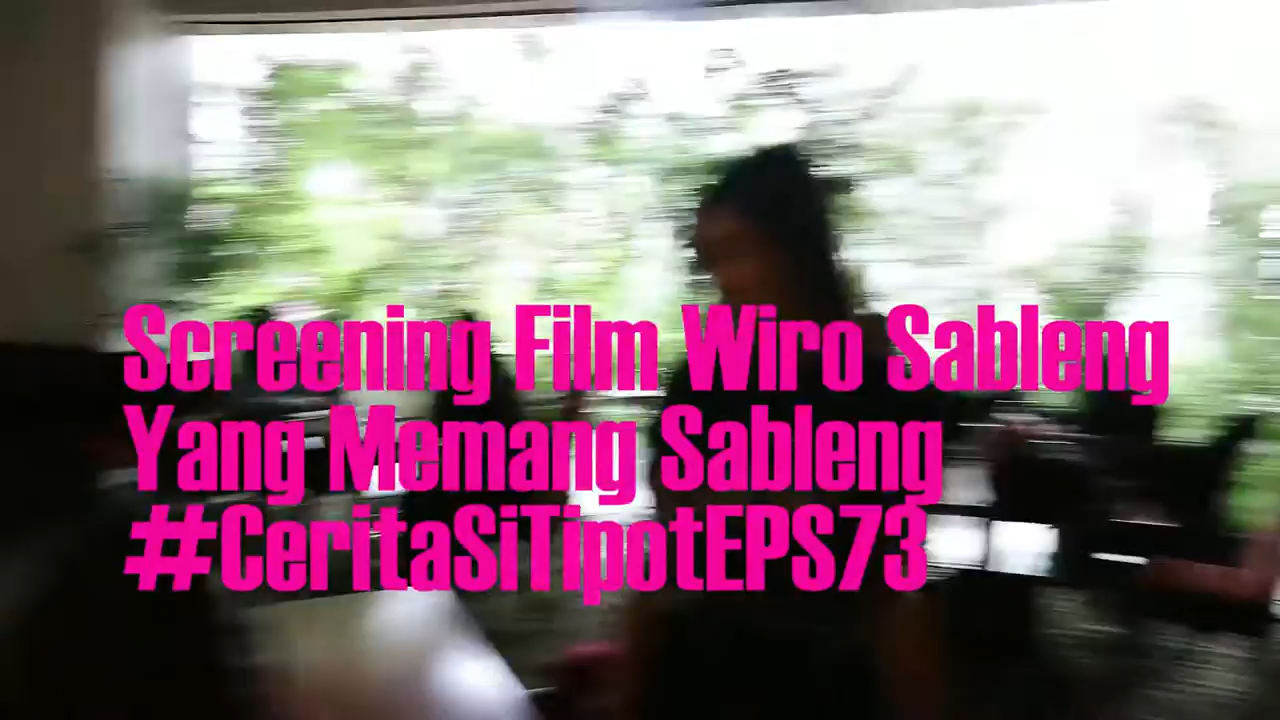 Screening Film Wiro Sableng
Yang Memang Sableng
#CeritaSiTipotEPS73